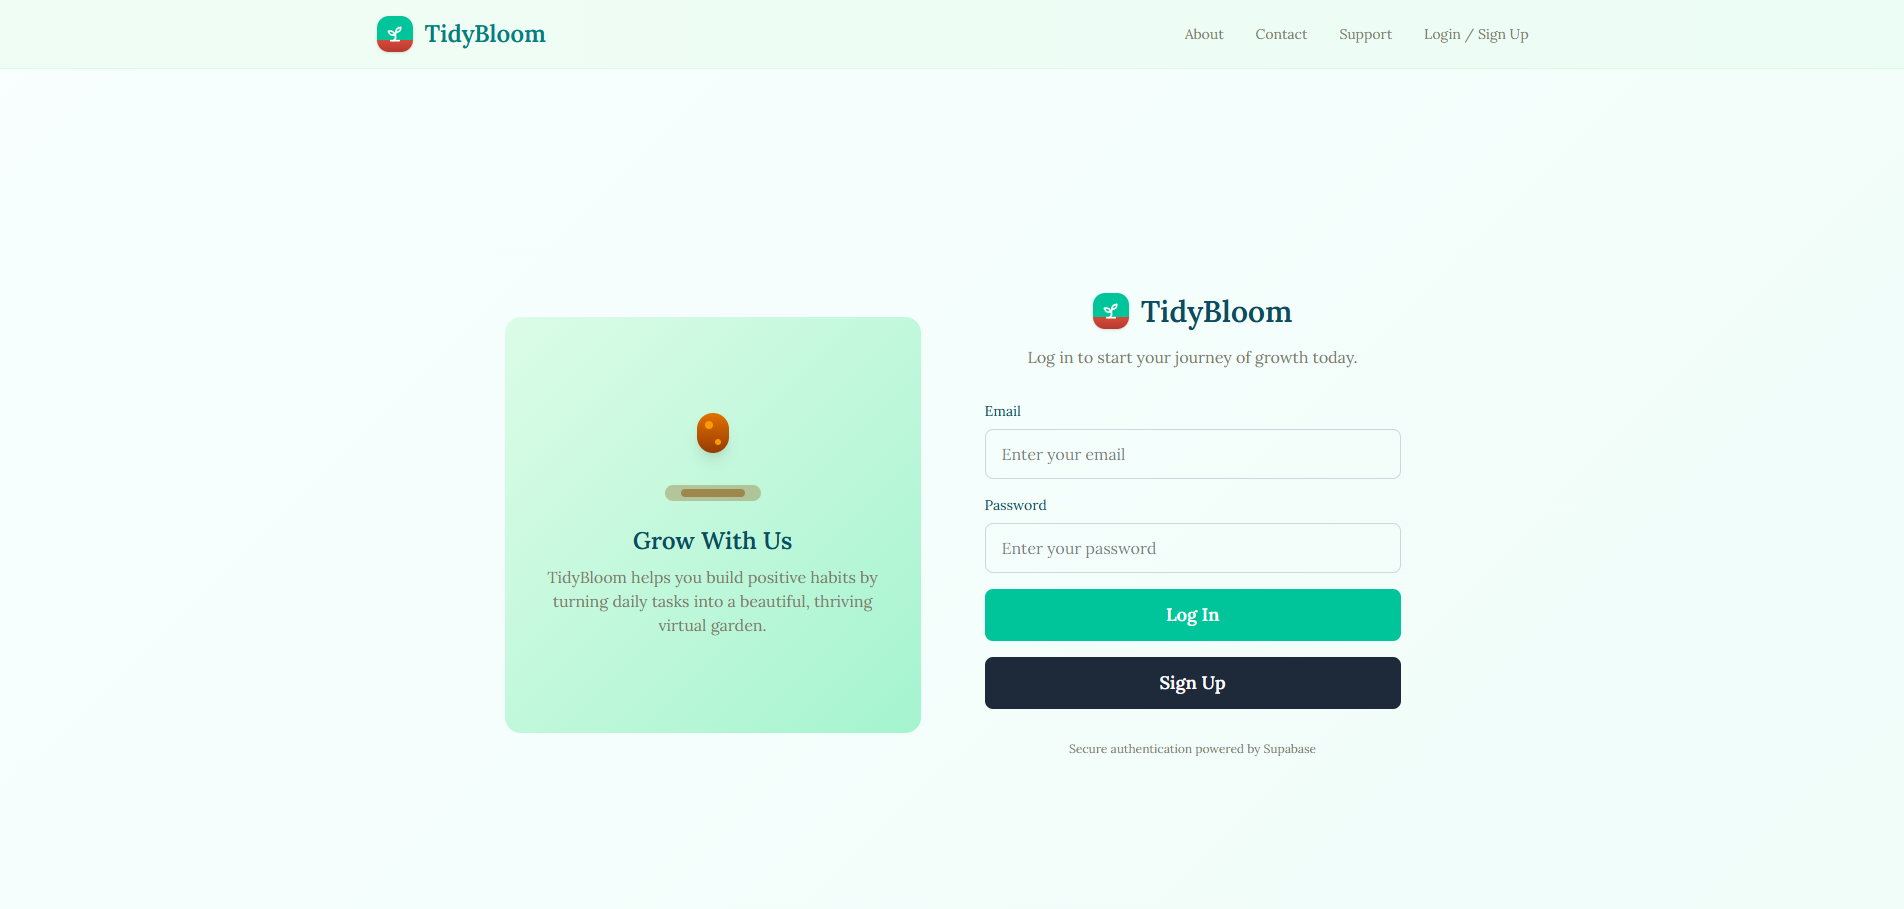 TidyBloom
About
Contact
Support
Login / Sign Up
Grow With Us
TidyBloom helps you build positive habits by
turning daily tasks into a beautiful, thriving
virtual garden.
TidyBloom
Log in to start your journey of growth today.
Email
Enter your email
Password
Enter your password
Log In
Sign Up
Secure authentication powered by Supabase